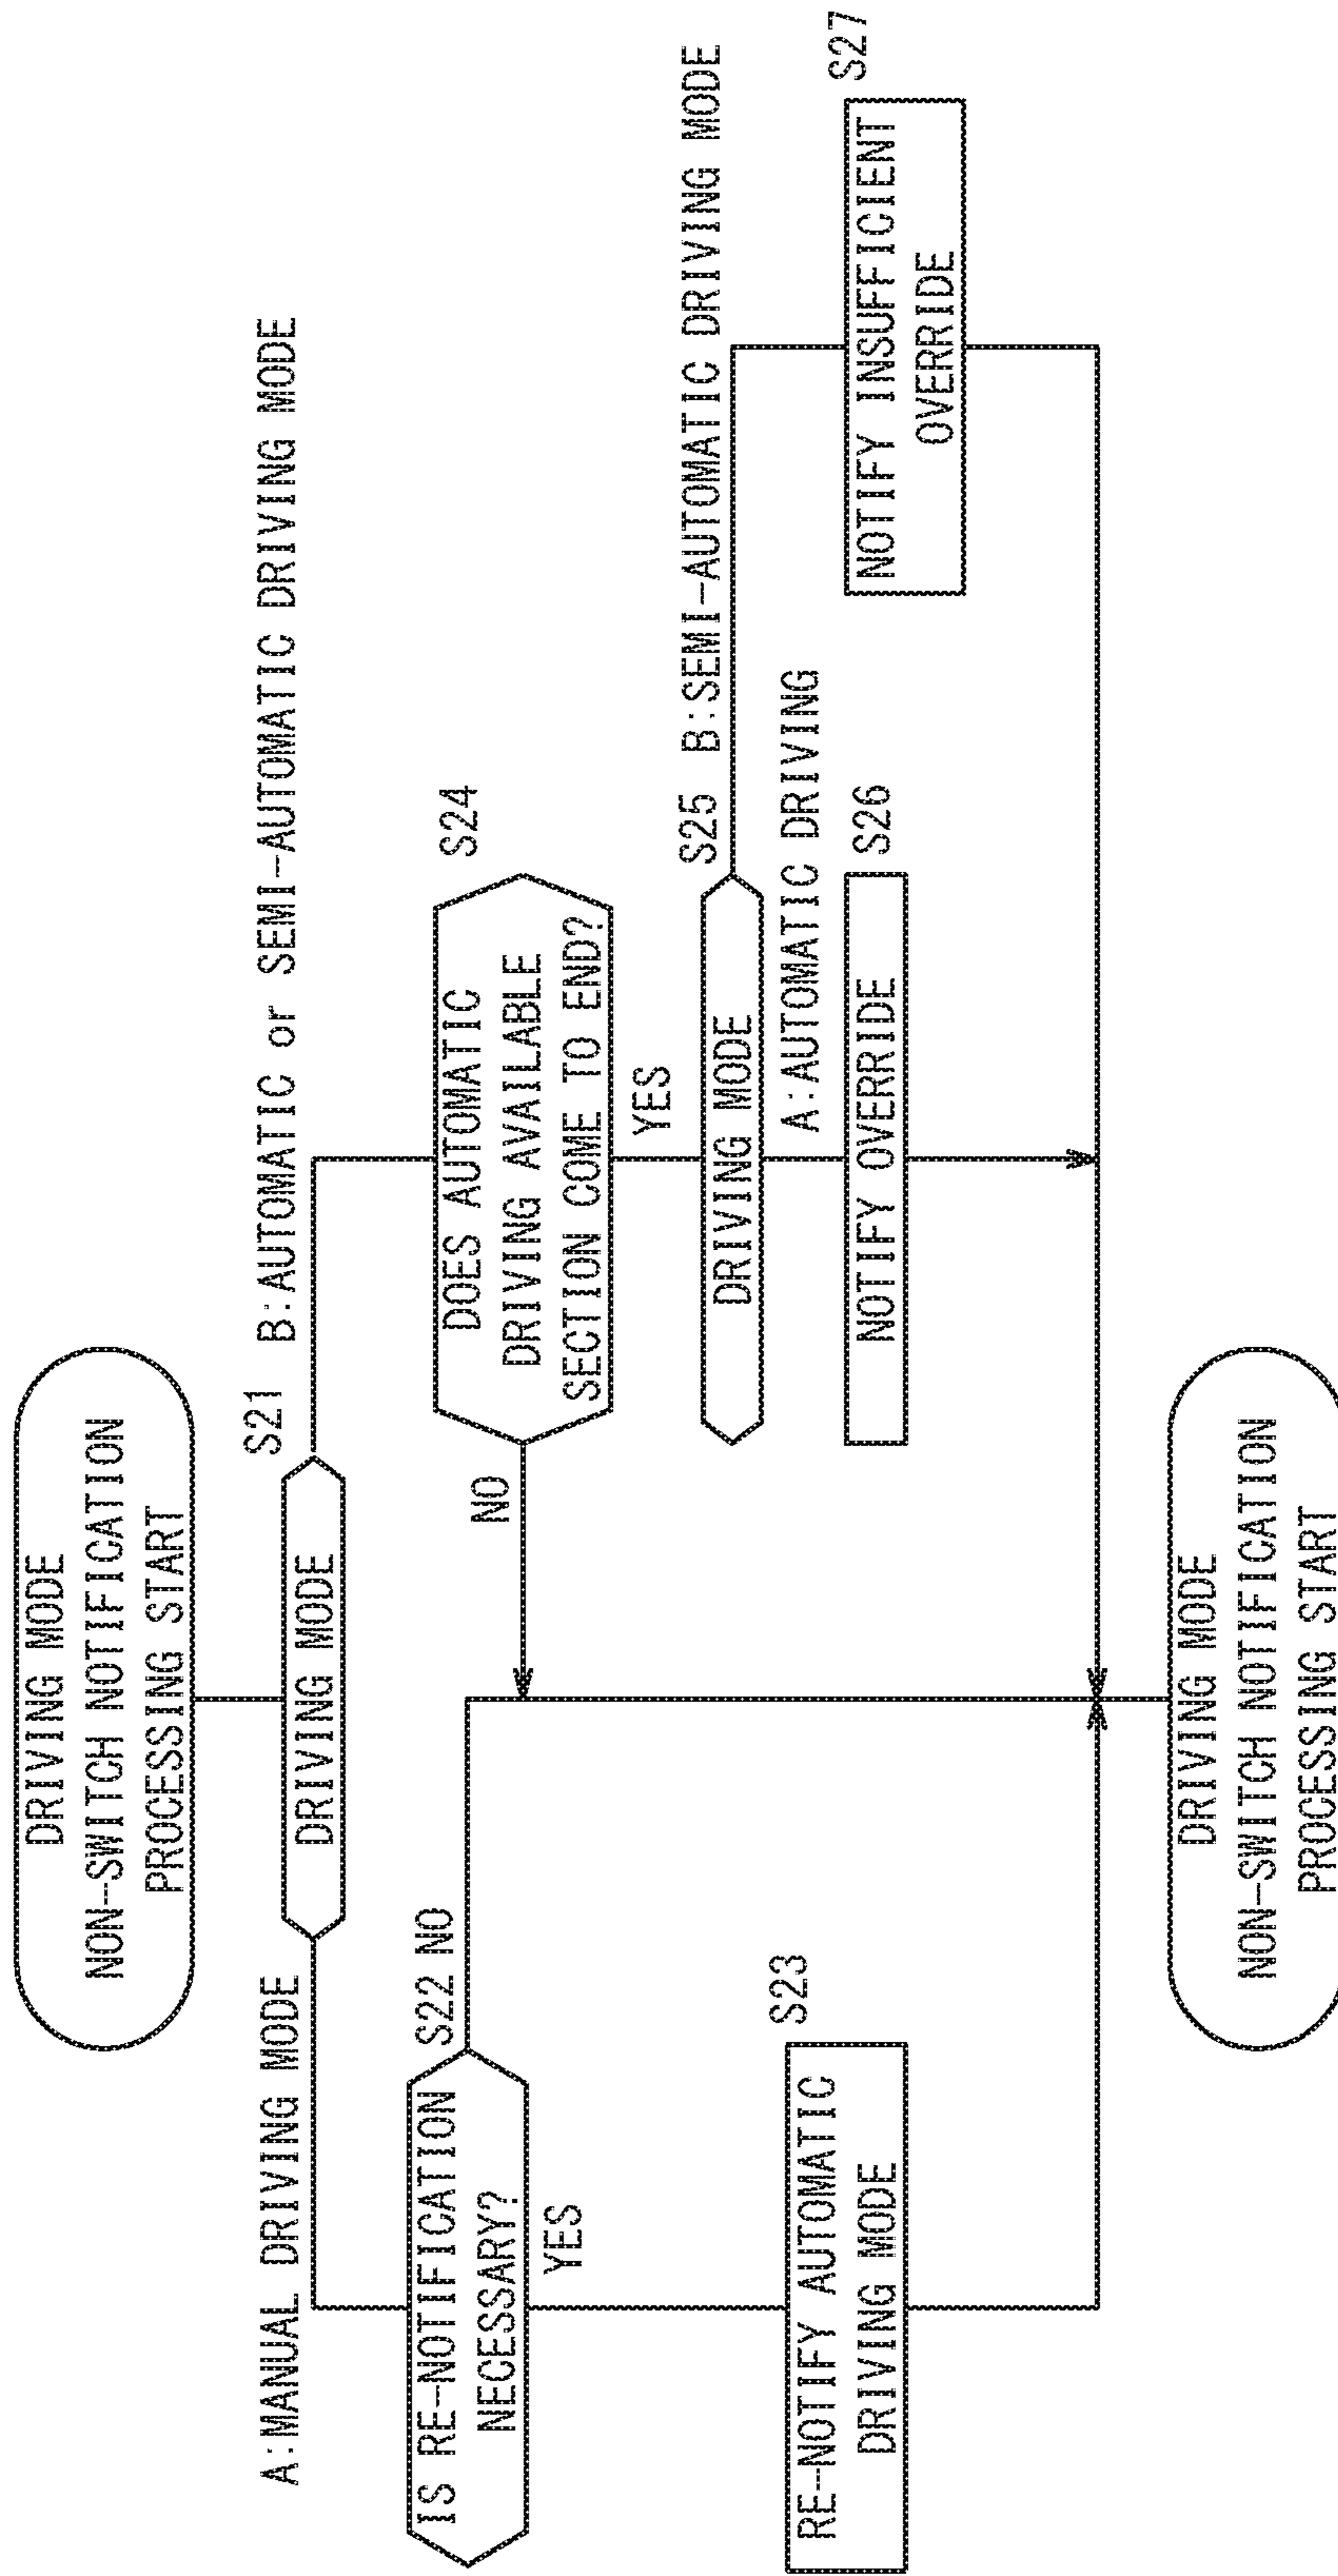 DRIVING MODE
NON-SWITCH NOTIFICATION
PROCESSING START
S21
DRIVING MODE
A:MANUAL DRIVING MODE
B:AUTOMATIC or SEMI-AUTOMATIC DRIVING MODE
S22 NO
IS RE-NOTIFICATION
NECESSARY?
YES
S23
RE-NOTIFY AUTOMATIC
DRIVING MODE
S24
DOES AUTOMATIC
DRIVING AVAILABLE
SECTION COME TO END?
NO
YES
S25 B:SEMI-AUTOMATIC DRIVING MODE
DRIVING MODE
A:AUTOMATIC DRIVING
S26
NOTIFY OVERRIDE
S27
NOTIFY INSUFFICIENT
OVERRIDE
DRIVING MODE
NON-SWITCH NOTIFICATION
PROCESSING START